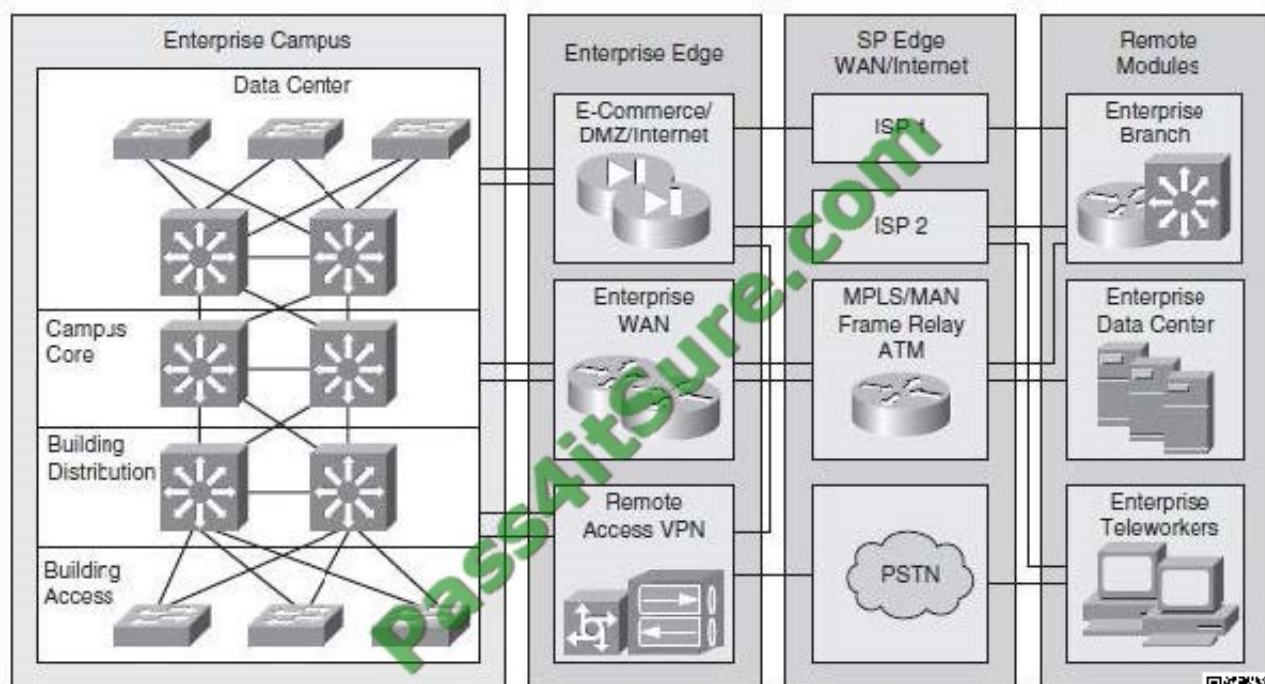 Enterprise Campus
Data Center
Campus
Core
Building
Distribution
Building
Access
Enterprise Edge
E-Commerce/
DMZ/Internet
Enterprise
WAN
Remote
Access VPN
SP Edge
WAN/Internet
ISP 1
ISP 2
MPLS/MAN
Frame Relay
ATM
PSTN
Remote
Modules
Enterprise
Branch
Enterprise
Data Center
Enterprise
Teleworkers
Pass4itSure.com